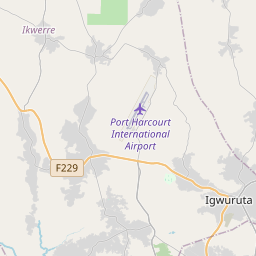 Ikwerre
Port Harcourt
International
Airport
F229
Igwuruta